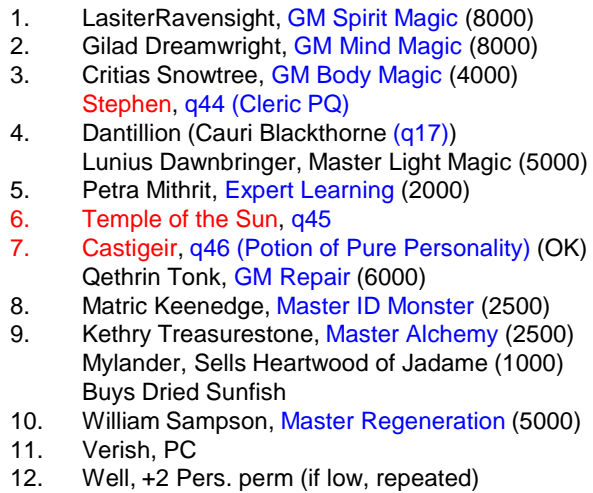 1. LasiterRavensight, GM Spirit Magic (8000)
2. Gilad Dreamwright, GM Mind Magic (8000)
3. Critias Snowtree, GM Body Magic (4000)
Stephen, q44 (Cleric PQ)
4. Dantillion (Cauri Blackthorne (q17))
Lunius Dawnbringer, Master Light Magic (5000)
5. Petra Mithrit, Expert Learning (2000)
6. Temple of the Sun, q45
7. Castigeir, q46 (Potion of Pure Personality) (OK)
Qethrin Tonk, GM Repair (6000)
8. Matric Keenedge, Master ID Monster (2500)
9. Kethry Treasurestone, Master Alchemy (2500)
Mylander, Sells Heartwood of Jadame (1000)
Buys Dried Sunfish
10. William Sampson, Master Regeneration (5000)
11. Verish, PC
12. Well, +2 Pers. perm (if low, repeated)